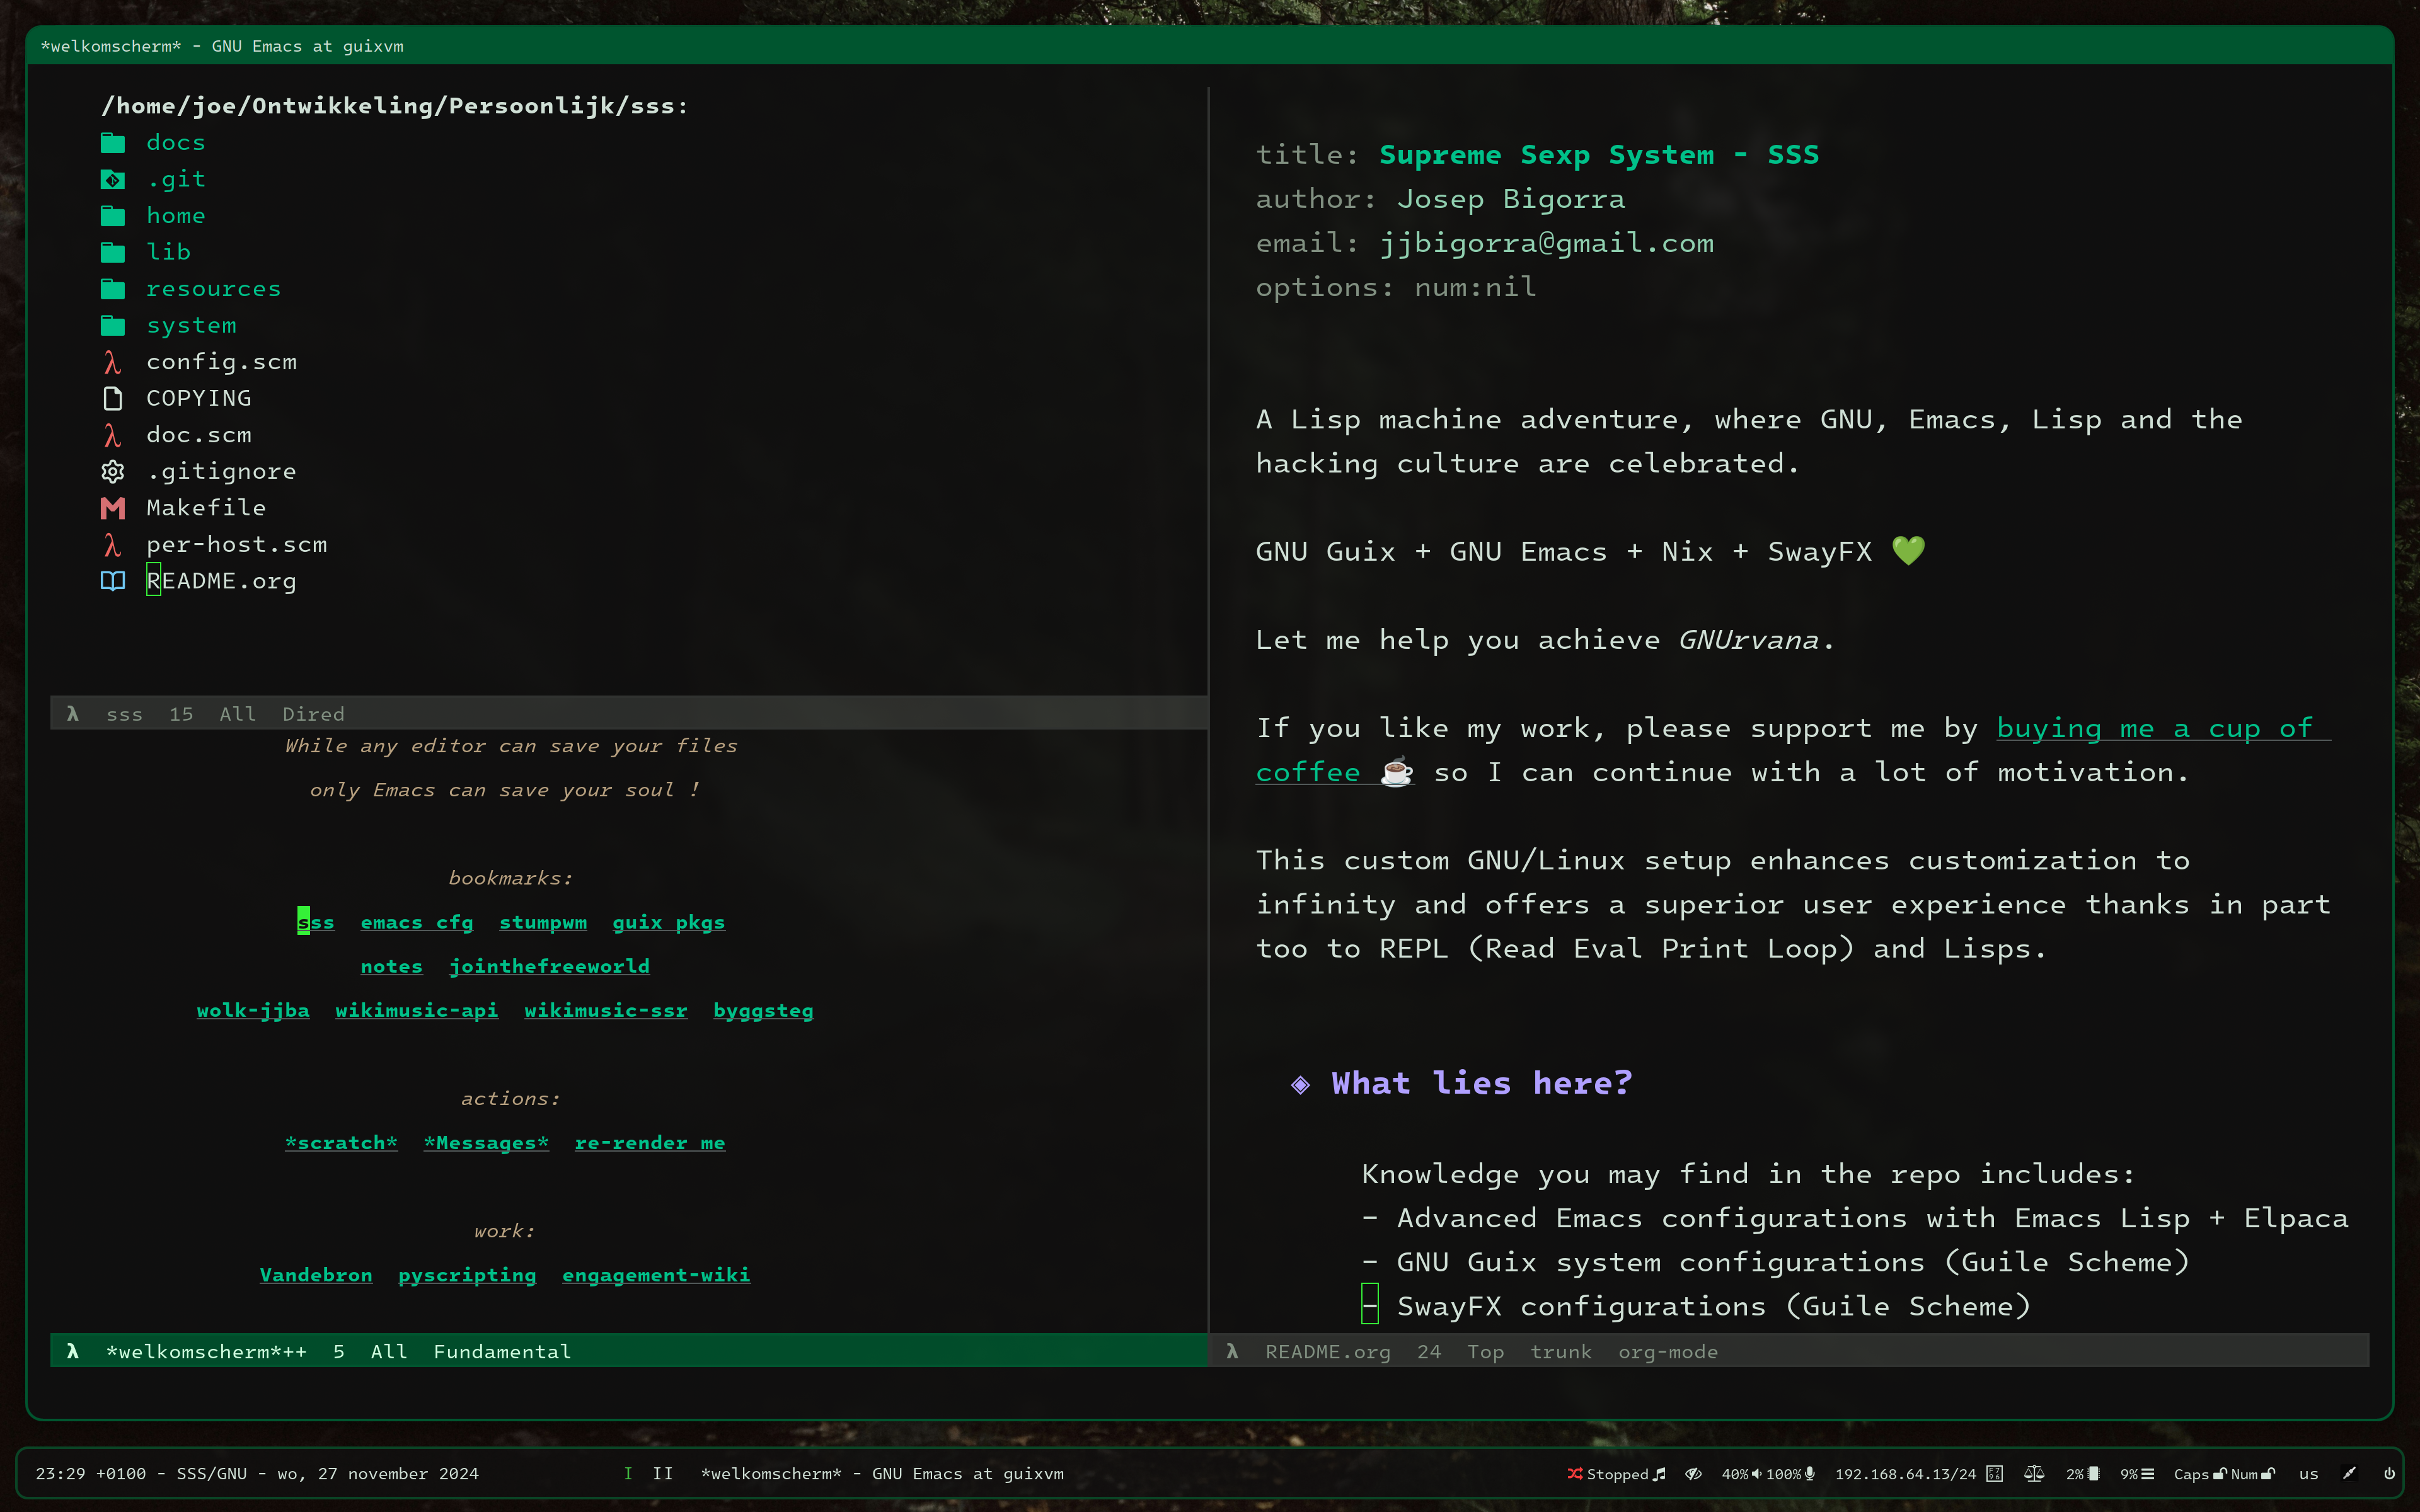 *welkomscherm* - GNU Emacs at guixvm
/home/joe/Ontwikkeling/Persoonlijk/sss:
docs
.git
home
lib
resources
system
λ config.scm
COPYING
λ doc.scm
.gitignore
Makefile
λ per-host.scm
README.org
λ sss 15 All Dired
While any editor can save your files
only Emacs can save your soul !
bookmarks:
sss emacs cfg stumpwm guix pkgs
notes jointhefreeworld
wolk-jjba wikimusic-api wikimusic-ssr byggsteg
actions:
*scratch* *Messages* re-render me
work:
Vandebron pyscripting engagement-wiki
λ *welkomscherm*++ 5 All Fundamental
title: Supreme Sexp System - SSS
author: Josep Bigorra
email: jjbigorra@gmail.com
options: num:nil
A Lisp machine adventure, where GNU, Emacs, Lisp and the
hacking culture are celebrated.
GNU Guix + GNU Emacs + Nix + SwayFX 💚
Let me help you achieve GNUrvana.
If you like my work, please support me by buying me a cup of
coffee ☕ so I can continue with a lot of motivation.
This custom GNU/Linux setup enhances customization to
infinity and offers a superior user experience thanks in part
too to REPL (Read Eval Print Loop) and Lisps.
◈ What lies here?
Knowledge you may find in the repo includes:
- Advanced Emacs configurations with Emacs Lisp + Elpaca
- GNU Guix system configurations (Guile Scheme)
- SwayFX configurations (Guile Scheme)
λ README.org 24 Top trunk org-mode
23:29 +0100 - SSS/GNU - wo, 27 november 2024 I II *welkomscherm* - GNU Emacs at guixvm Stopped 40% 100% 192.168.64.13/24 2% 9% Caps Num us